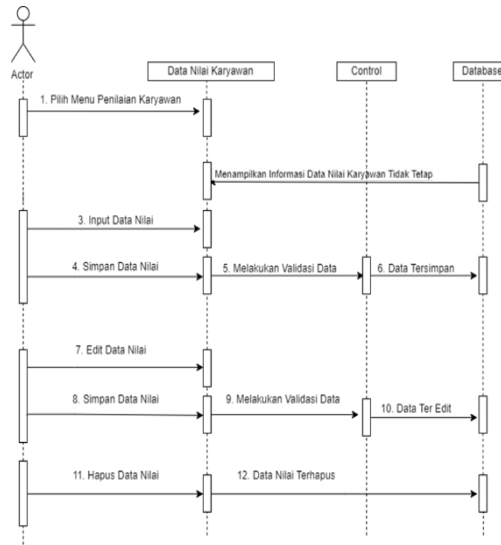 Actor
Data Nilai Karyawan
Control
Database
1. Pilih Menu Penilaian Karyawan
Menampilkan Informasi Data Nilai Karyawan Tidak Tetap
3. Input Data Nilai
4. Simpan Data Nilai
5. Melakukan Validasi Data
6. Data Tersimpan
7. Edit Data Nilai
8. Simpan Data Nilai
9. Melakukan Validasi Data
10. Data Ter Edit
11. Hapus Data Nilai
12. Data Nilai Terhapus